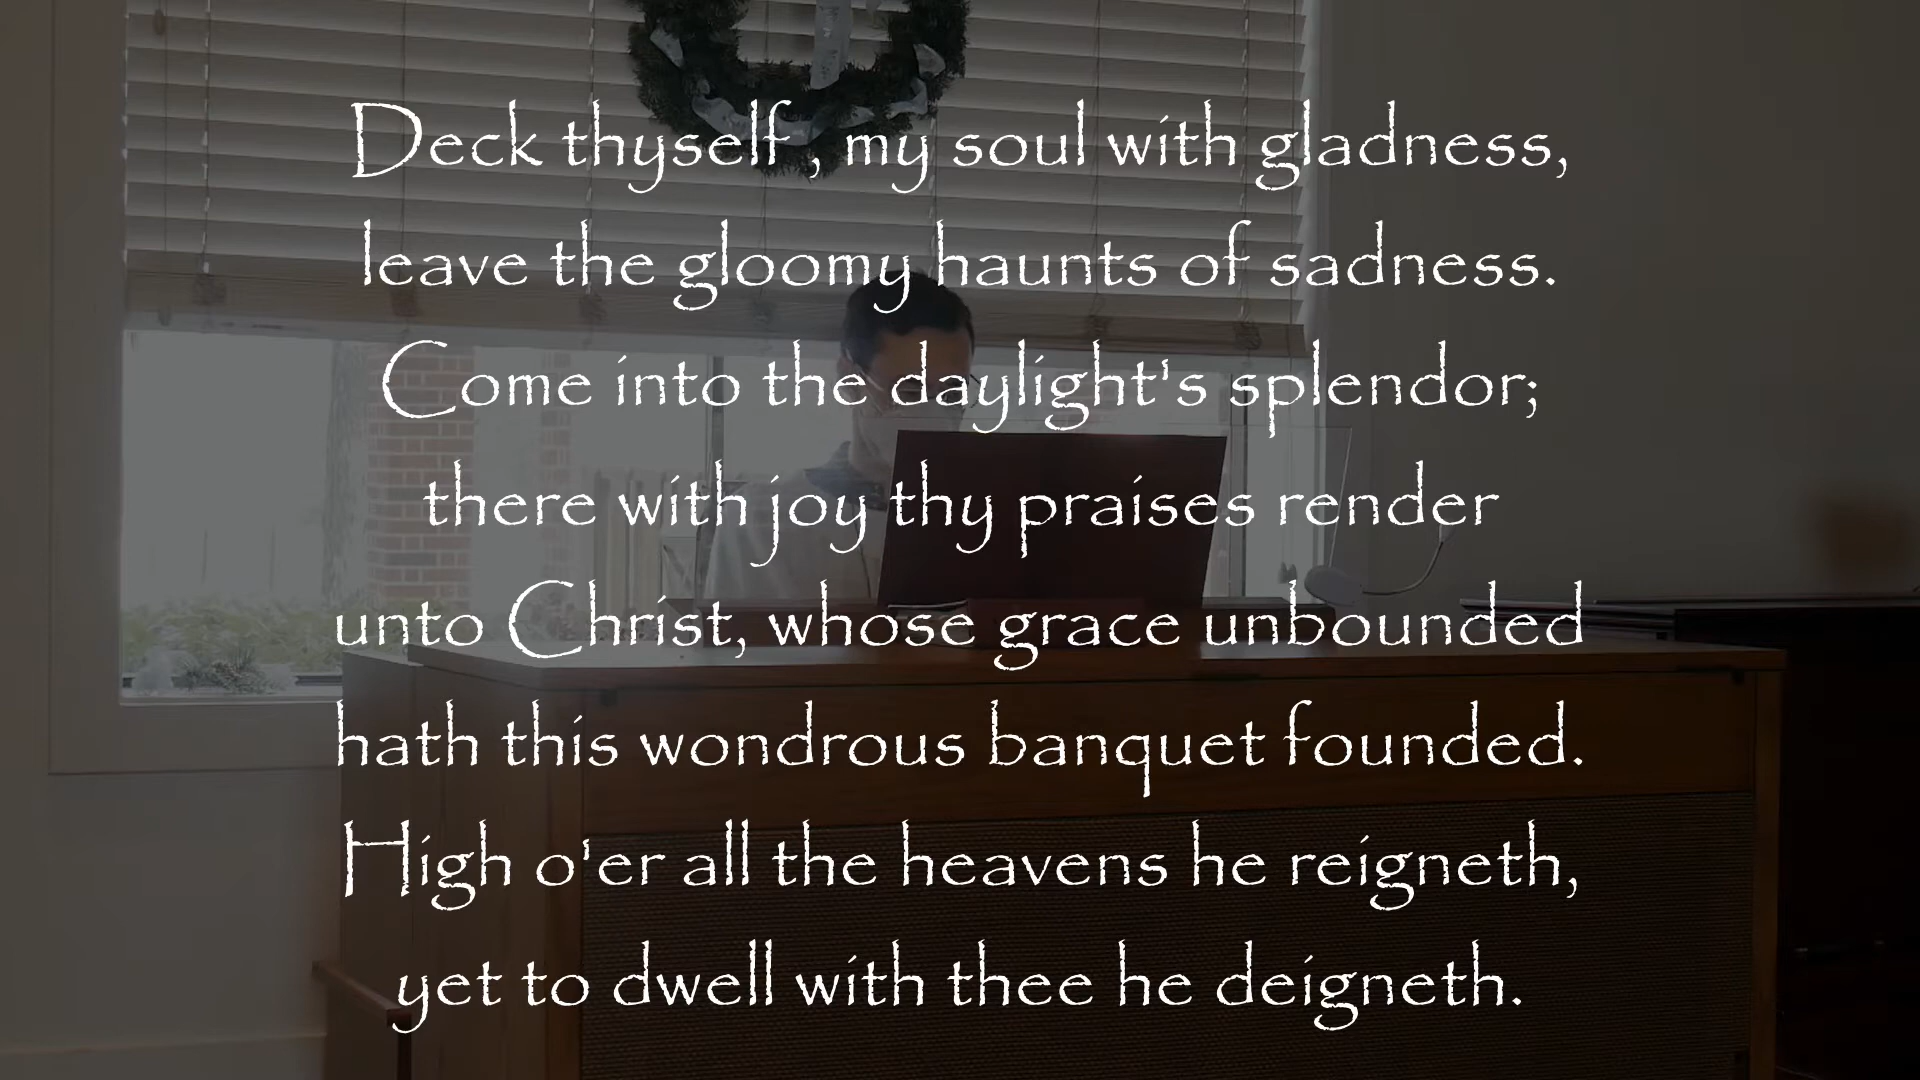 Deck thyself , my soul with gladness,
leave the gloomy haunts of sadness.
Come into the daylight's splendor;
there with joy thy praises render
unto Christ, whose grace unbounded
hath this wondrous banquet founded.
High o'er all the heavens he reigneth,
yet to dwell with thee he deigneth.